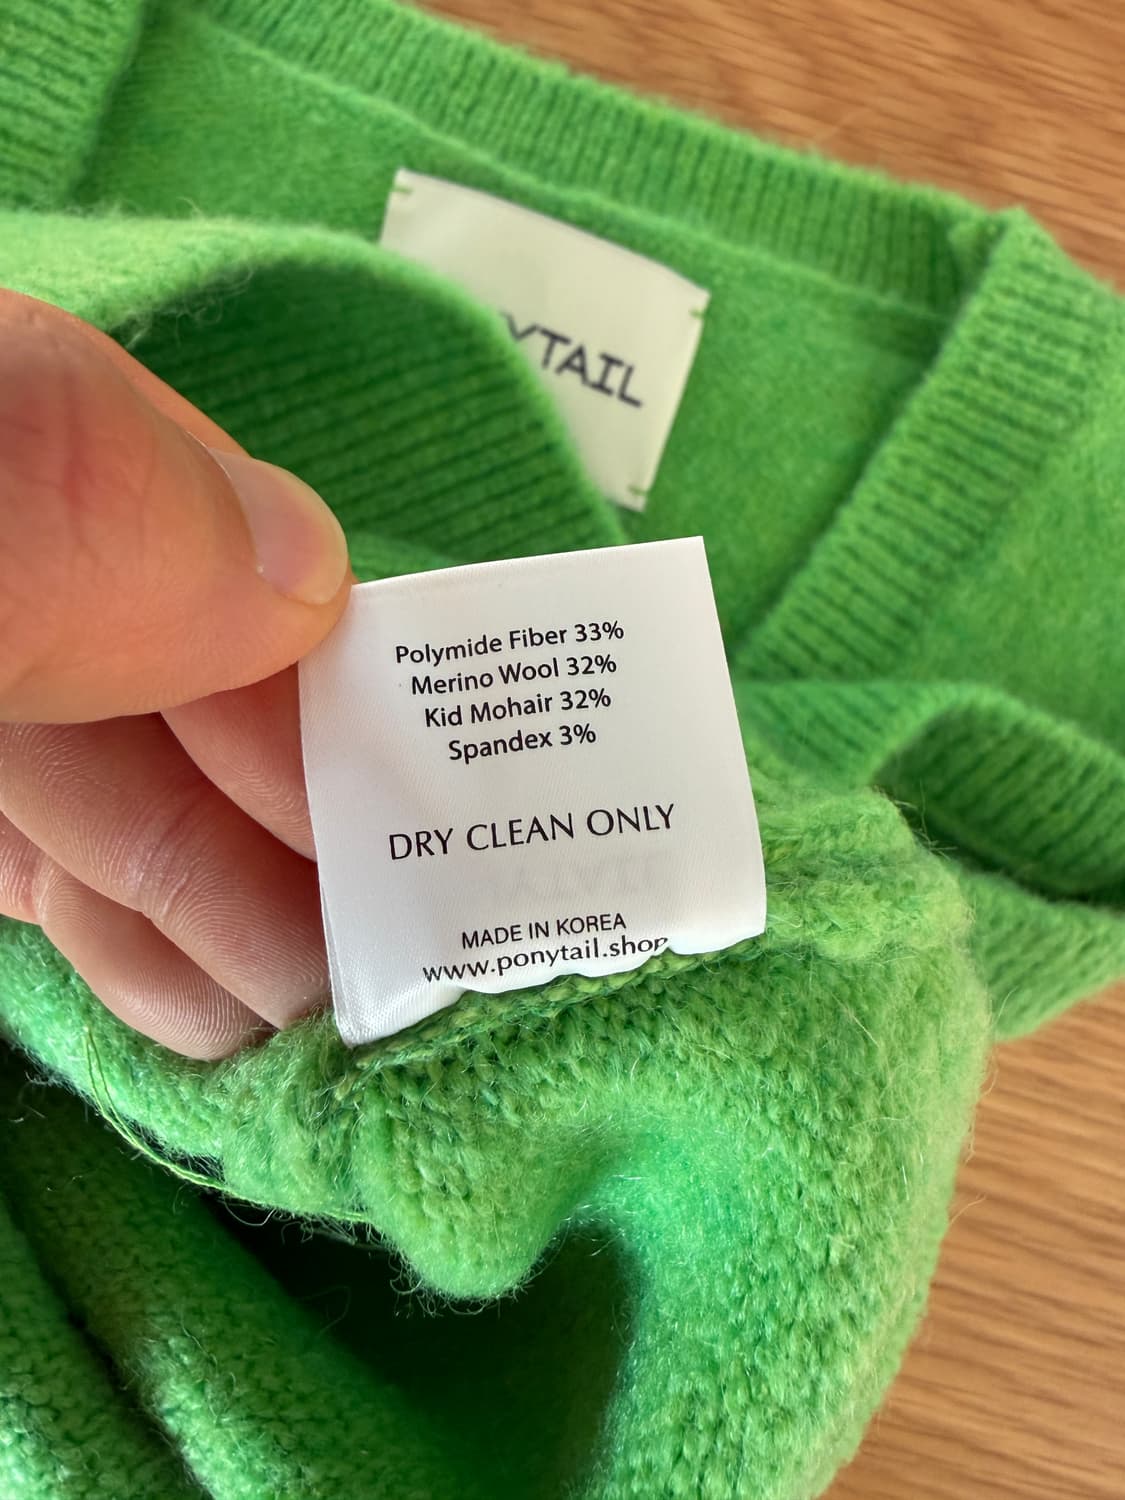 YTAIL
Polymide Fiber 33%
Merino Wool 32%
Kid Mohair 32%
Spandex 3%
DRY CLEAN ONLY
MADE IN KOREA
www.ponytail.shop